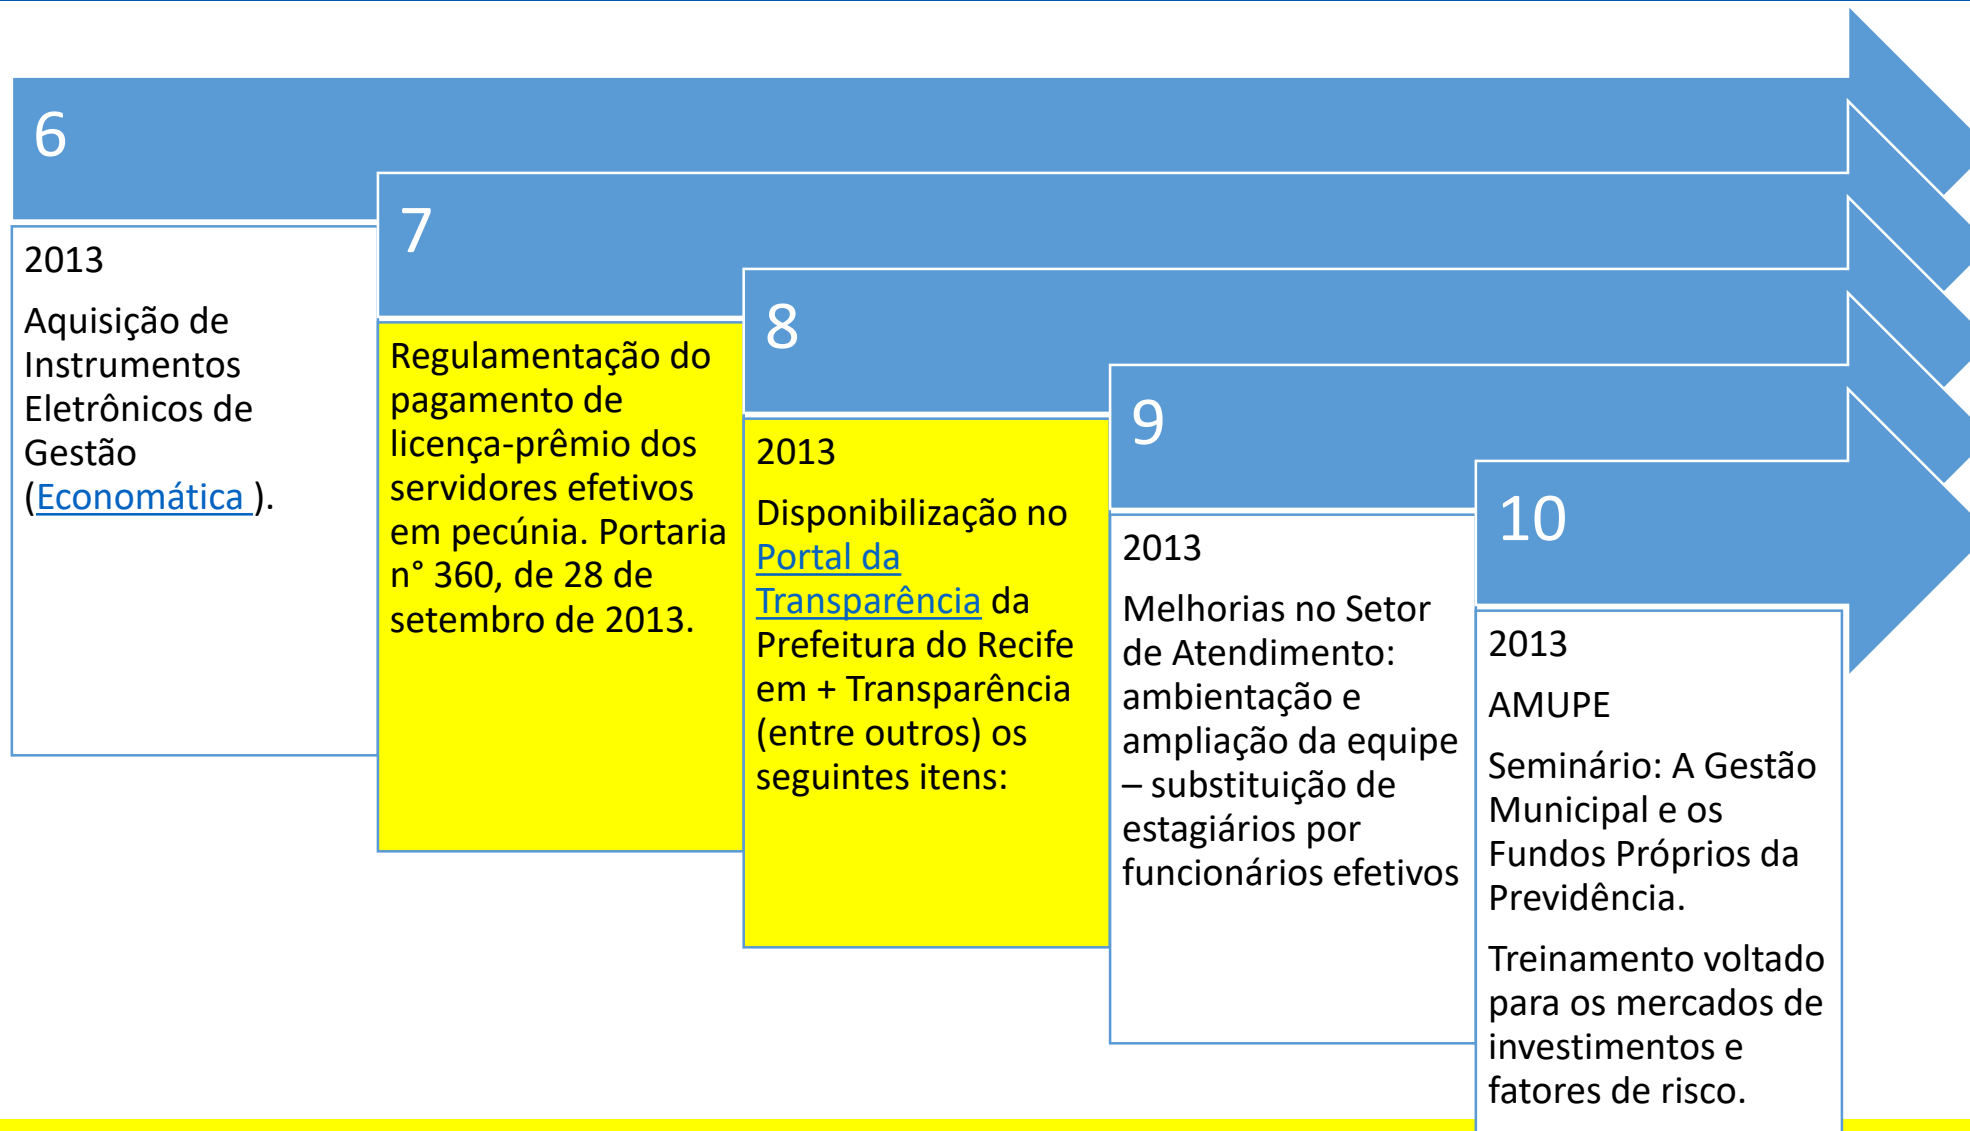 6
2013
Aquisição de
Instrumentos
Eletrônicos de
Gestão
(Economática ).
7
Regulamentação do
pagamento de
licença-prêmio dos
servidores efetivos
em pecúnia. Portaria
n° 360, de 28 de
setembro de 2013.
8
2013
Disponibilização no
Portal da
Transparência da
Prefeitura do Recife
em + Transparência
(entre outros) os
seguintes itens:
9
2013
Melhorias no Setor
de Atendimento:
ambientação e
ampliação da equipe
– substituição de
estagiários por
funcionários efetivos
10
2013
AMUPE
Seminário: A Gestão
Municipal e os
Fundos Próprios da
Previdência.
Treinamento voltado
para os mercados de
investimentos e
fatores de risco.